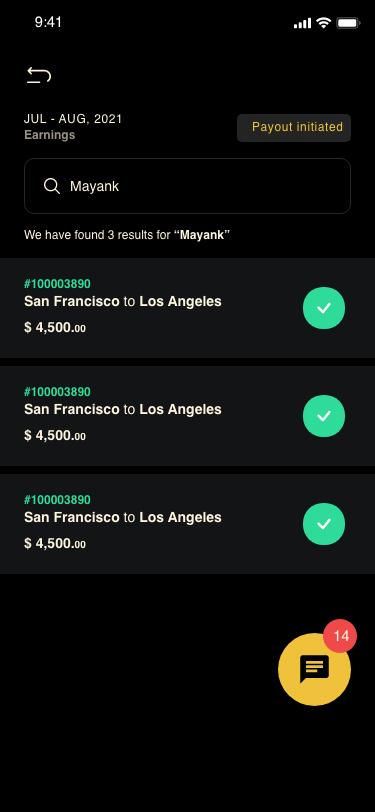 9:41
JUL - AUG, 2021
Earnings
Payout initiated
Mayank
We have found 3 results for “Mayank”
#100003890
San Francisco to Los Angeles
$ 4,500.00
#100003890
San Francisco to Los Angeles
$ 4,500.00
#100003890
San Francisco to Los Angeles
$ 4,500.00
14